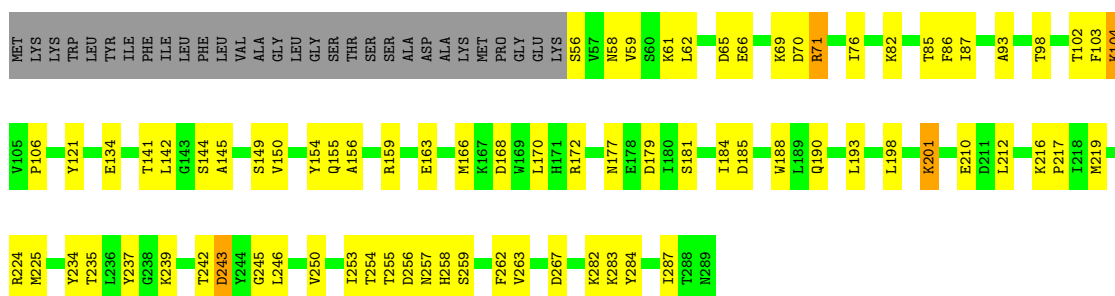 MET LYS LYS TRP LEU TYR ILE PHE ILE LEU PHE LEU VAL ALA GLY LEU GLY SER THR SER SER ALA ASP ALA LYS MET PRO GLY GLU LYS S56 V57 N58 V59 S60 K61 L62 D65 E66 K69 D70 R71 I76 K82 T85 F86 I87 A93 T98 T102 F103 K104
V105 P106 Y121 E134 T141 L142 G143 S144 A145 S149 V150 Y154 Q155 A156 R159 E163 M166 K167 D168 W169 L170 H171 R172 N177 E178 D179 I180 S181 I184 D185 W188 L189 Q190 L193 L198 K201 E210 D211 L212 K216 P217 I218 M219
R224 M225 Y234 T235 L236 Y237 G238 K239 T242 D243 Y244 G245 L246 V250 I253 T254 T255 D256 N257 H258 S259 F262 V263 D267 K282 K283 Y284 I287 T288 N289